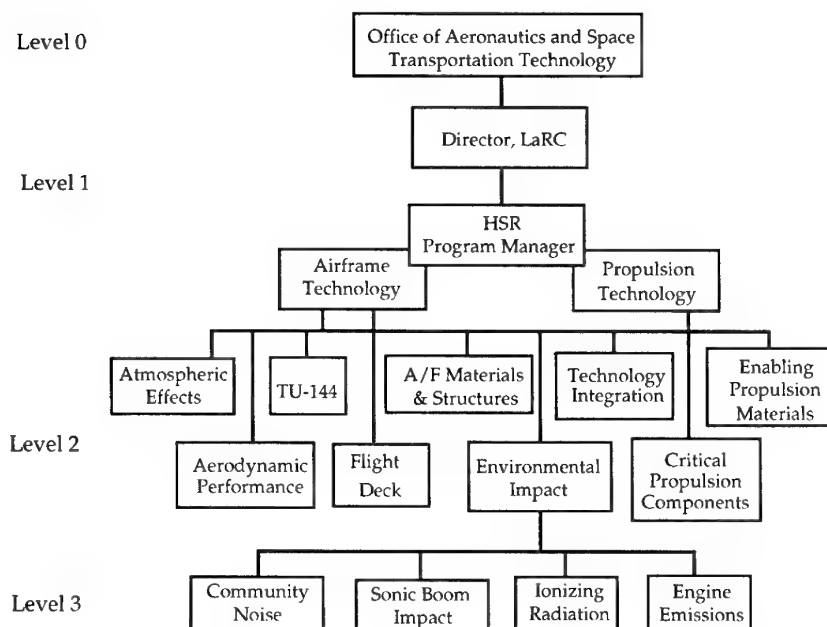 Level 0
Office of Aeronautics and Space
Transportation Technology
Director, LaRC
Level 1
HSR
Program Manager
Airframe
Technology
Propulsion
Technology
Atmospheric
Effects
TU-144
A/F Materials
& Structures
Technology
Integration
Enabling
Propulsion
Materials
Level 2
Aerodynamic
Performance
Flight
Deck
Environmental
Impact
Critical
Propulsion
Components
Level 3
Community
Noise
Sonic Boom
Impact
Ionizing
Radiation
Engine
Emissions